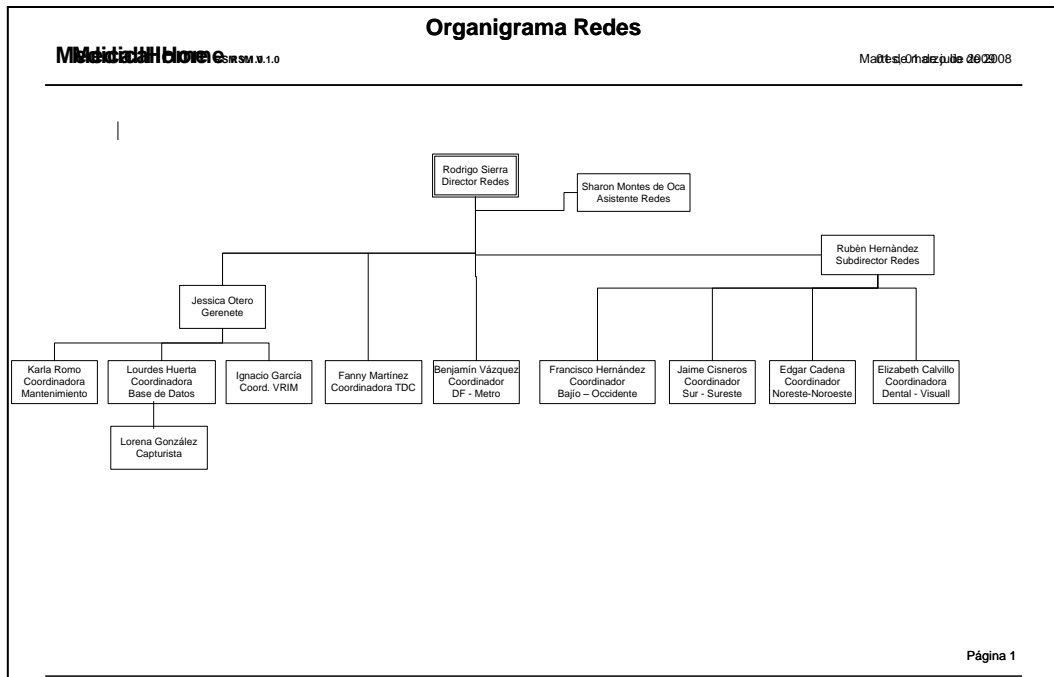 Organigrama Redes
Medical Home
Rodrigo Sierra
Director Redes
Sharon Montes de Oca
Asistente Redes
Rubèn Hernàndez
Subdirector Redes
Jessica Otero
Gerenete
Karla Romo
Coordinadora
Mantenimiento
Lourdes Huerta
Coordinadora
Base de Datos
Ignacio García
Coord. VRIM
Fanny Martínez
Coordinadora TDC
Benjamín Vázquez
Coordinador
DF - Metro
Francisco Hernández
Coordinador
Bajío – Occidente
Jaime Cisneros
Coordinador
Sur - Sureste
Edgar Cadena
Coordinador
Noreste-Noroeste
Elizabeth Calvillo
Coordinadora
Dental - Visuall
Lorena González
Capturista
Página 1